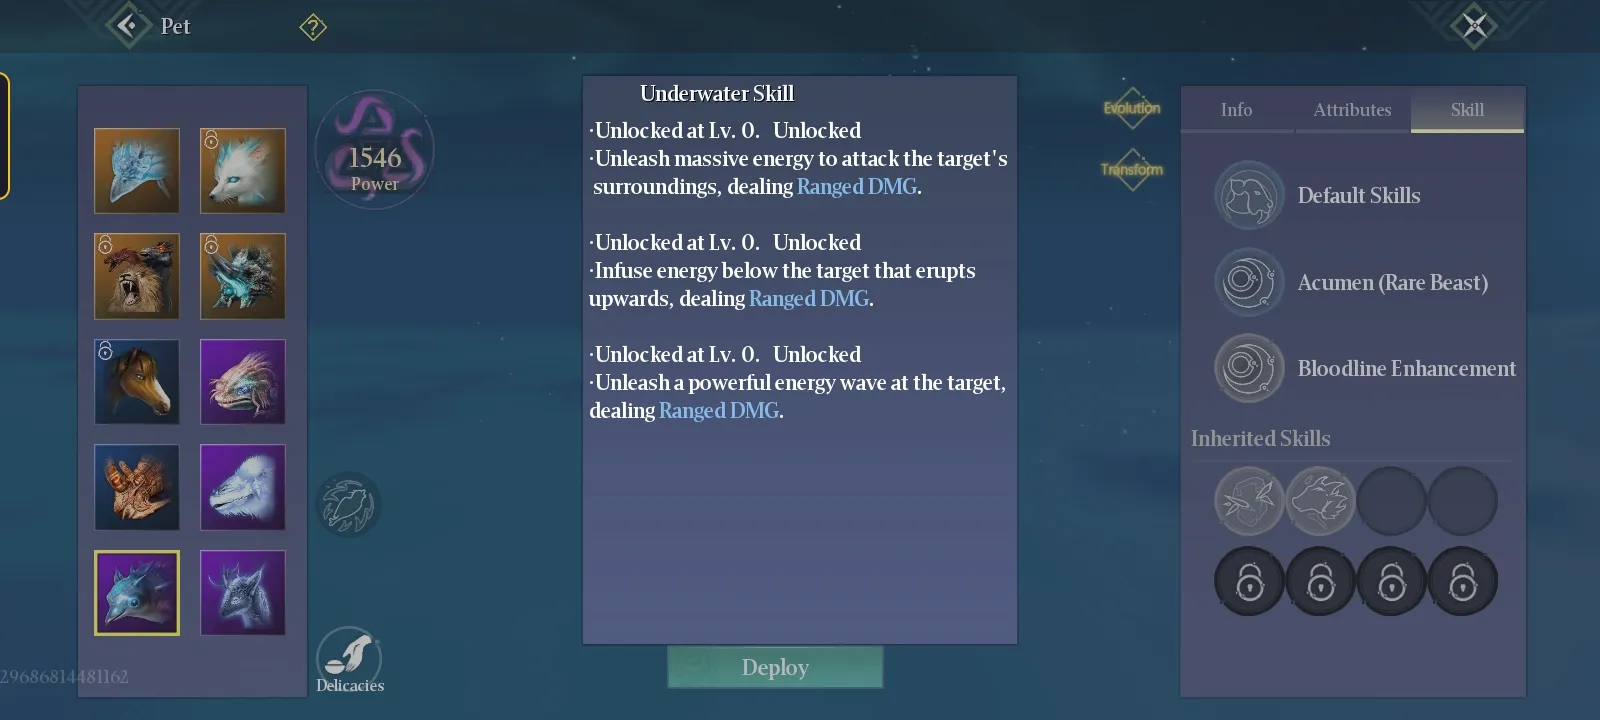 Pet
?
1546
Power
Delicacies
29686814481162
Underwater Skill
·Unlocked at Lv. 0.   Unlocked
·Unleash massive energy to attack the target's
surroundings, dealing Ranged DMG.
·Unlocked at Lv. 0.   Unlocked
·Infuse energy below the target that erupts
upwards, dealing Ranged DMG.
·Unlocked at Lv. 0.   Unlocked
·Unleash a powerful energy wave at the target,
dealing Ranged DMG.
Deploy
Evolution
Transform
Info Attributes Skill
Default Skills
Acumen (Rare Beast)
Bloodline Enhancement
Inherited Skills